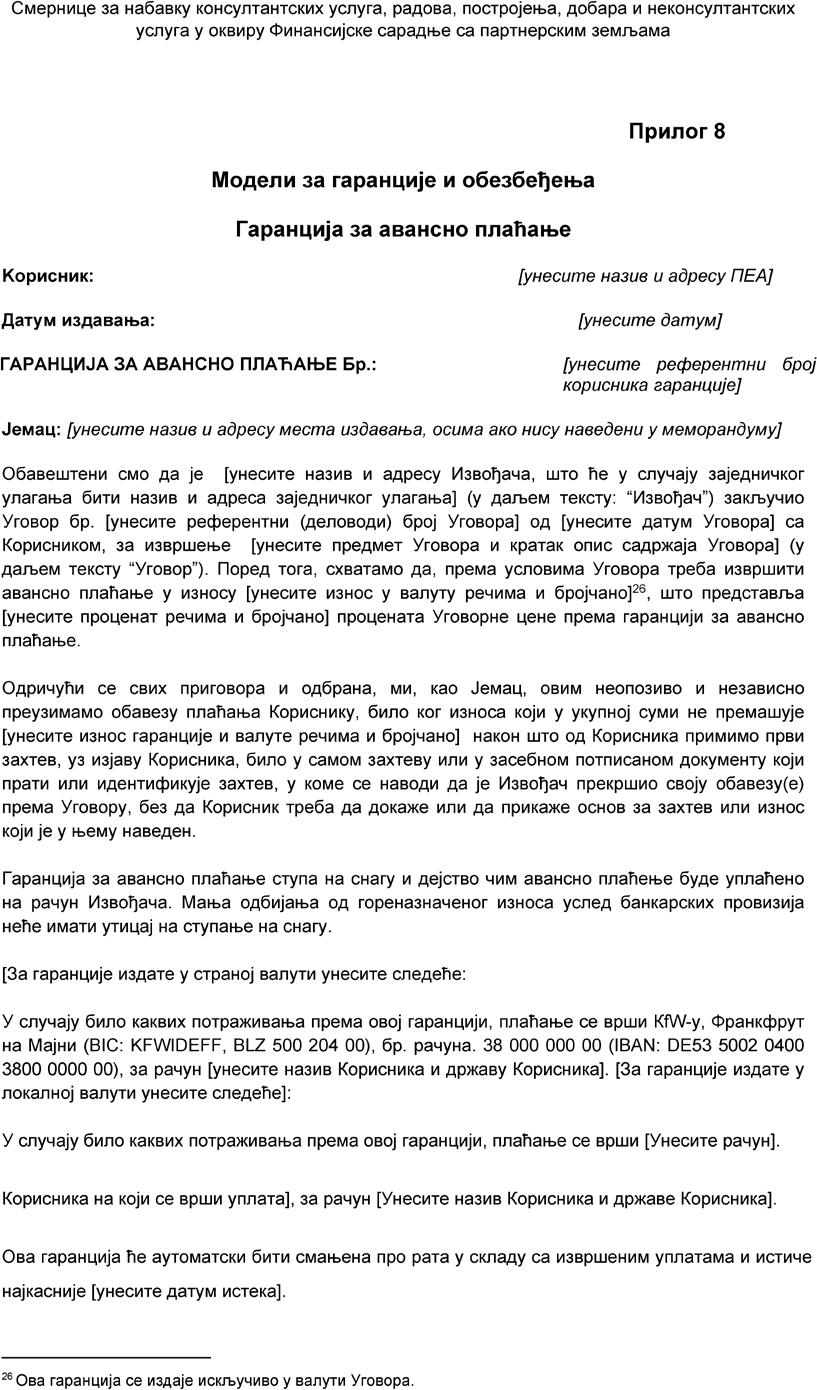 Смернице за набавку консултантских услуга, радова, постројења, добара и неконсултантских
услуга у оквиру Финансијске сарадње са партнерским земљама
Прилог 8
Модели за гаранције и обезбеђења
Гаранција за авансно плаћање
Корисник: [унесите назив и адресу ПЕА]
Датум издавања: [унесите датум]
ГАРАНЦИЈА ЗА АВАНСНО ПЛАЋАЊЕ Бр.: [унесите референтни број
корисника гаранције]
Јемац: [унесите назив и адресу места издавања, осима ако нису наведени у меморандуму]
Обавештени смо да је [унесите назив и адресу Извођача, што ће у случају заједничког
улагања бити назив и адреса заједничког улагања] (у даљем тексту: “Извођач”) закључио
Уговор бр. [унесите референтни (деловоди) број Уговора] од [унесите датум Уговора] са
Корисником, за извршење [унесите предмет Уговора и кратак опис садржаја Уговора] (у
даљем тексту “Уговор”). Поред тога, схватамо да, према условима Уговора треба извршити
авансно плаћање у износу [унесите износ у валуту речима и бројчано]26, што представља
[унесите проценат речима и бројчано] процената Уговорне цене према гаранцији за авансно
плаћање.
Одричући се свих приговора и одбрана, ми, као Јемац, овим неопозиво и независно
преузимамо обавезу плаћања Кориснику, било ког износа који у укупној суми не премашује
[унесите износ гаранције и валуте речима и бројчано] након што од Корисника примимо први
захтев, уз изјаву Корисника, било у самом захтеву или у засебном потписаном документу који
прати или идентификује захтев, у коме се наводи да је Извођач прекршио своју обавезу(е)
према Уговору, без да Корисник треба да докаже или да прикаже основ за захтев или износ
који је у њему наведен.
Гаранција за авансно плаћање ступа на снагу и дејство чим авансно плаћење буде уплаћено
на рачун Извођача. Мања одбијања од гореназначеног износа услед банкарских провизија
неће имати утицај на ступање на снагу.
[За гаранције издате у страној валути унесите следеће:
У случају било каквих потраживања према овој гаранцији, плаћање се врши KfW-у, Франкфрут
на Мајни (BIC: KFWIDEFF, BLZ 500 204 00), бр. рачуна. 38 000 000 00 (IBAN: DE53 5002 0400
3800 0000 00), за рачун [унесите назив Корисника и државу Корисника]. [За гаранције издате у
локалној валути унесите следеће]:
У случају било каквих потраживања према овој гаранцији, плаћање се врши [Унесите рачун].
Корисника на који се врши уплата], за рачун [Унесите назив Корисника и државе Корисника].
Ова гаранција ће аутоматски бити смањена про рата у складу са извршеним уплатама и истиче
најкасније [унесите датум истека].
26 Ова гаранција се издаје искључиво у валути Уговора.